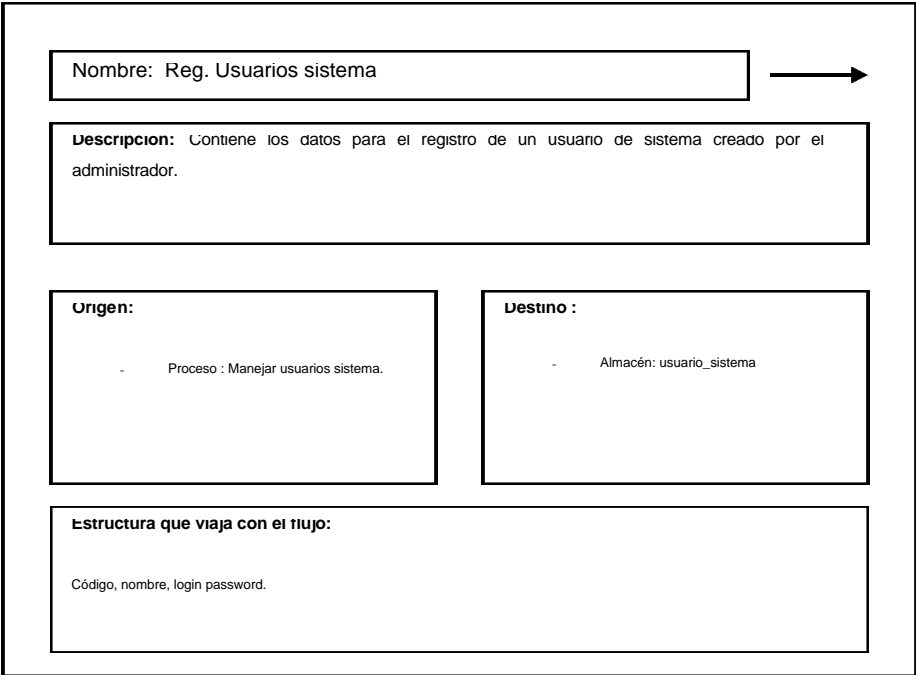 Nombre: Reg. Usuarios sistema
Descripción: Contiene los datos para el registro de un usuario de sistema creado por el
administrador.
Origen:
- Proceso : Manejar usuarios sistema.
Destino :
- Almacén: usuario_sistema
Estructura que viaja con el flujo:
Código, nombre, login password.